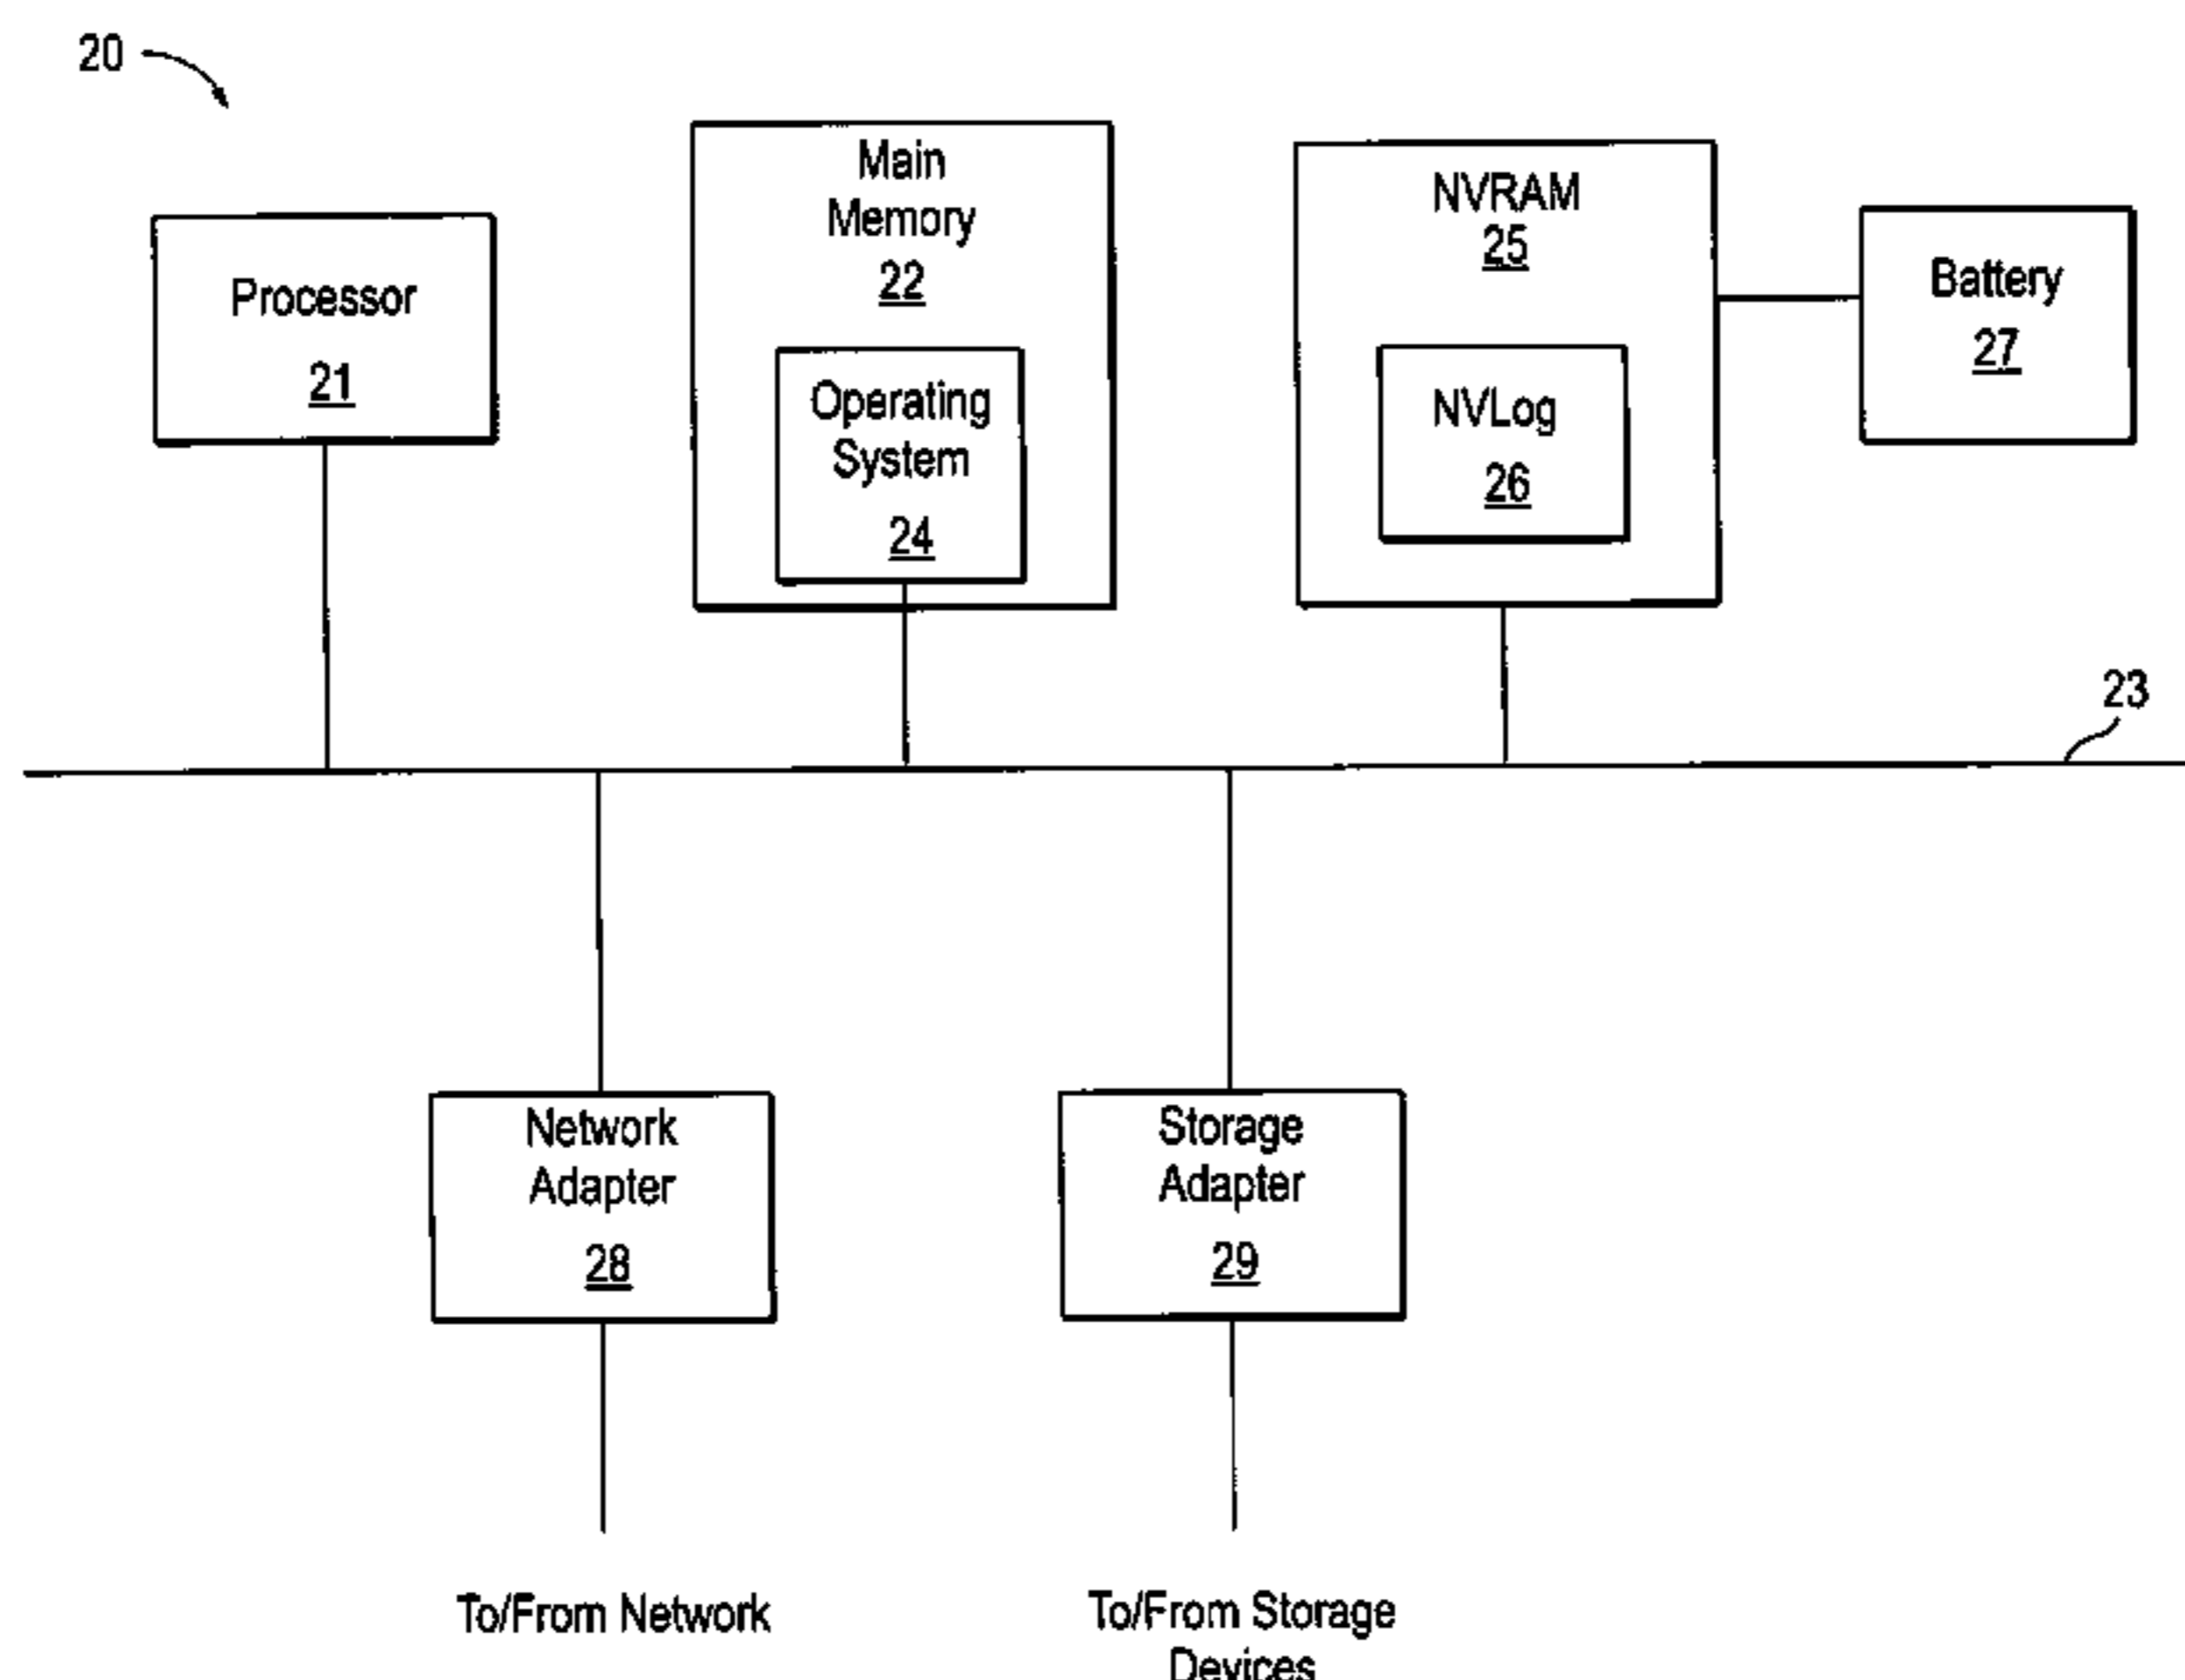 20
Main
Memory
22
NVRAM
25
Processor
21
Battery
27
Operating
System
24
NVLog
26
23
Network
Adapter
28
Storage
Adapter
29
To/From Network
To/From Storage
Devices